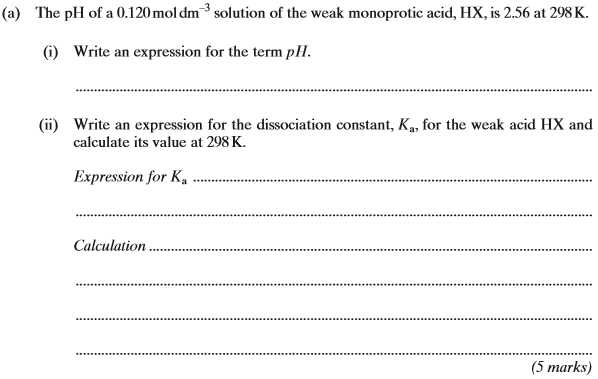 (a) The pH of a 0.120 mol dm⁻³ solution of the weak monoprotic acid, HX, is 2.56 at 298 K.
(i) Write an expression for the term pH.
(ii) Write an expression for the dissociation constant, Kₐ, for the weak acid HX and
calculate its value at 298 K.
Expression for Kₐ
Calculation
(5 marks)